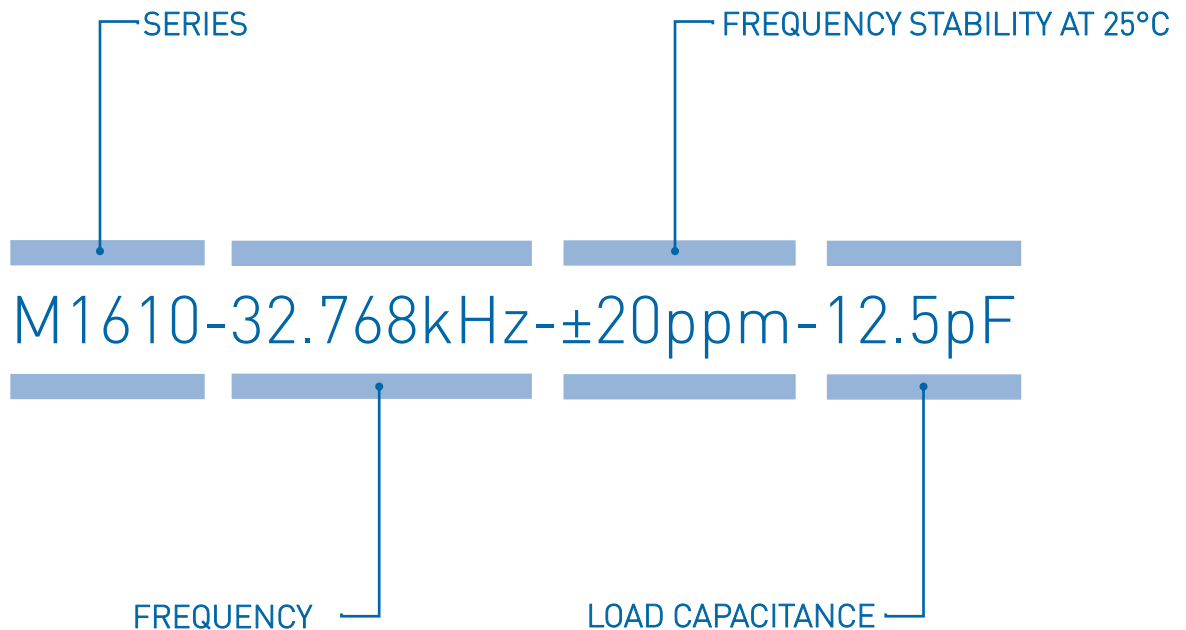 SERIES
FREQUENCY STABILITY AT 25°C
M1610-32.768kHz-±20ppm-12.5pF
FREQUENCY
LOAD CAPACITANCE